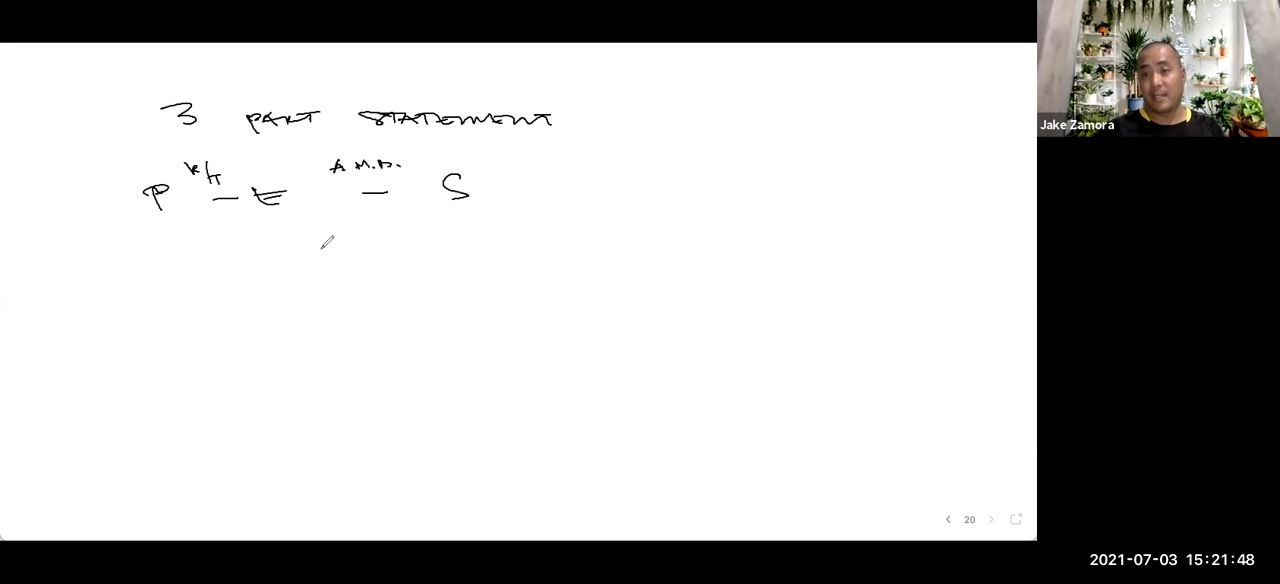 3 PART STATEMENT
R/T A.M.B.
P – E – S
Jake Zamora
20
2021-07-03 15:21:48